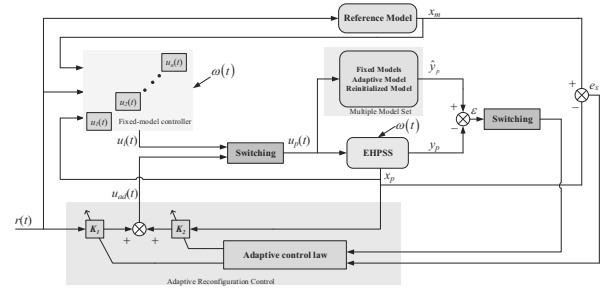 Reference Model
x_m
u_n(t)
u_2(t)
u_1(t)
ω(t)
Fixed-model controller
Fixed Models
Adaptive Model
Reinitialized Model
Multiple Model Set
ŷ_p
+
−
ε
Switching
+
−
e_x
u_i(t)
Switching
u_p(t)
EHPSS
ω(t)
y_p
x_p
u_ad(t)
r(t)
K_1
+
+
K_2
Adaptive control law
Adaptive Reconfiguration Control